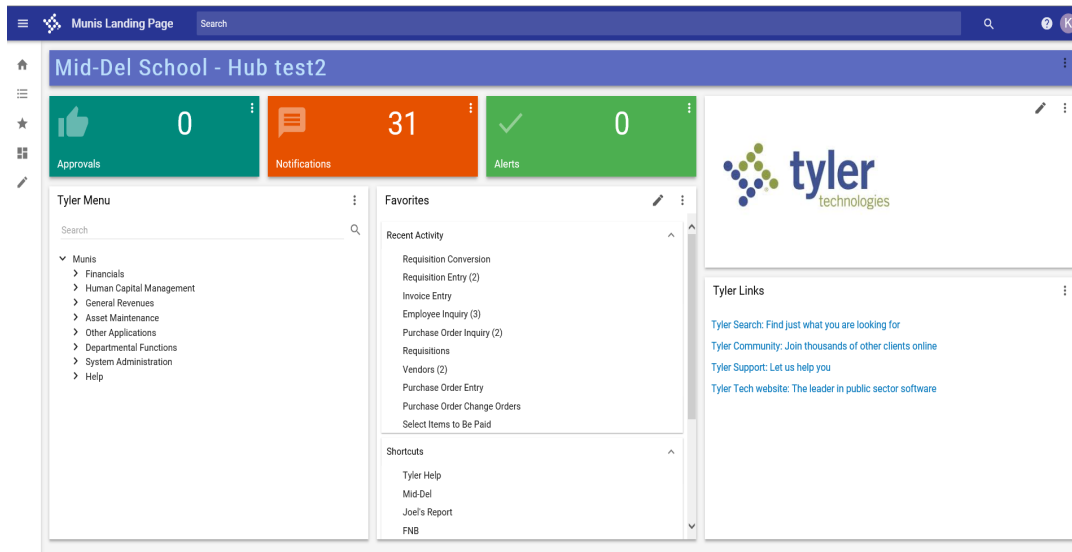 Munis Landing Page
Search
K
Mid-Del School - Hub test2
0
Approvals
31
Notifications
0
Alerts
tyler
technologies
Tyler Menu
Search
Munis
Financials
Human Capital Management
General Revenues
Asset Maintenance
Other Applications
Departmental Functions
System Administration
Help
Favorites
Recent Activity
Requisition Conversion
Requisition Entry (2)
Invoice Entry
Employee Inquiry (3)
Purchase Order Inquiry (2)
Requisitions
Vendors (2)
Purchase Order Entry
Purchase Order Change Orders
Select Items to Be Paid
Shortcuts
Tyler Help
Mid-Del
Joel's Report
FNB
Tyler Links
Tyler Search: Find just what you are looking for
Tyler Community: Join thousands of other clients online
Tyler Support: Let us help you
Tyler Tech website: The leader in public sector software